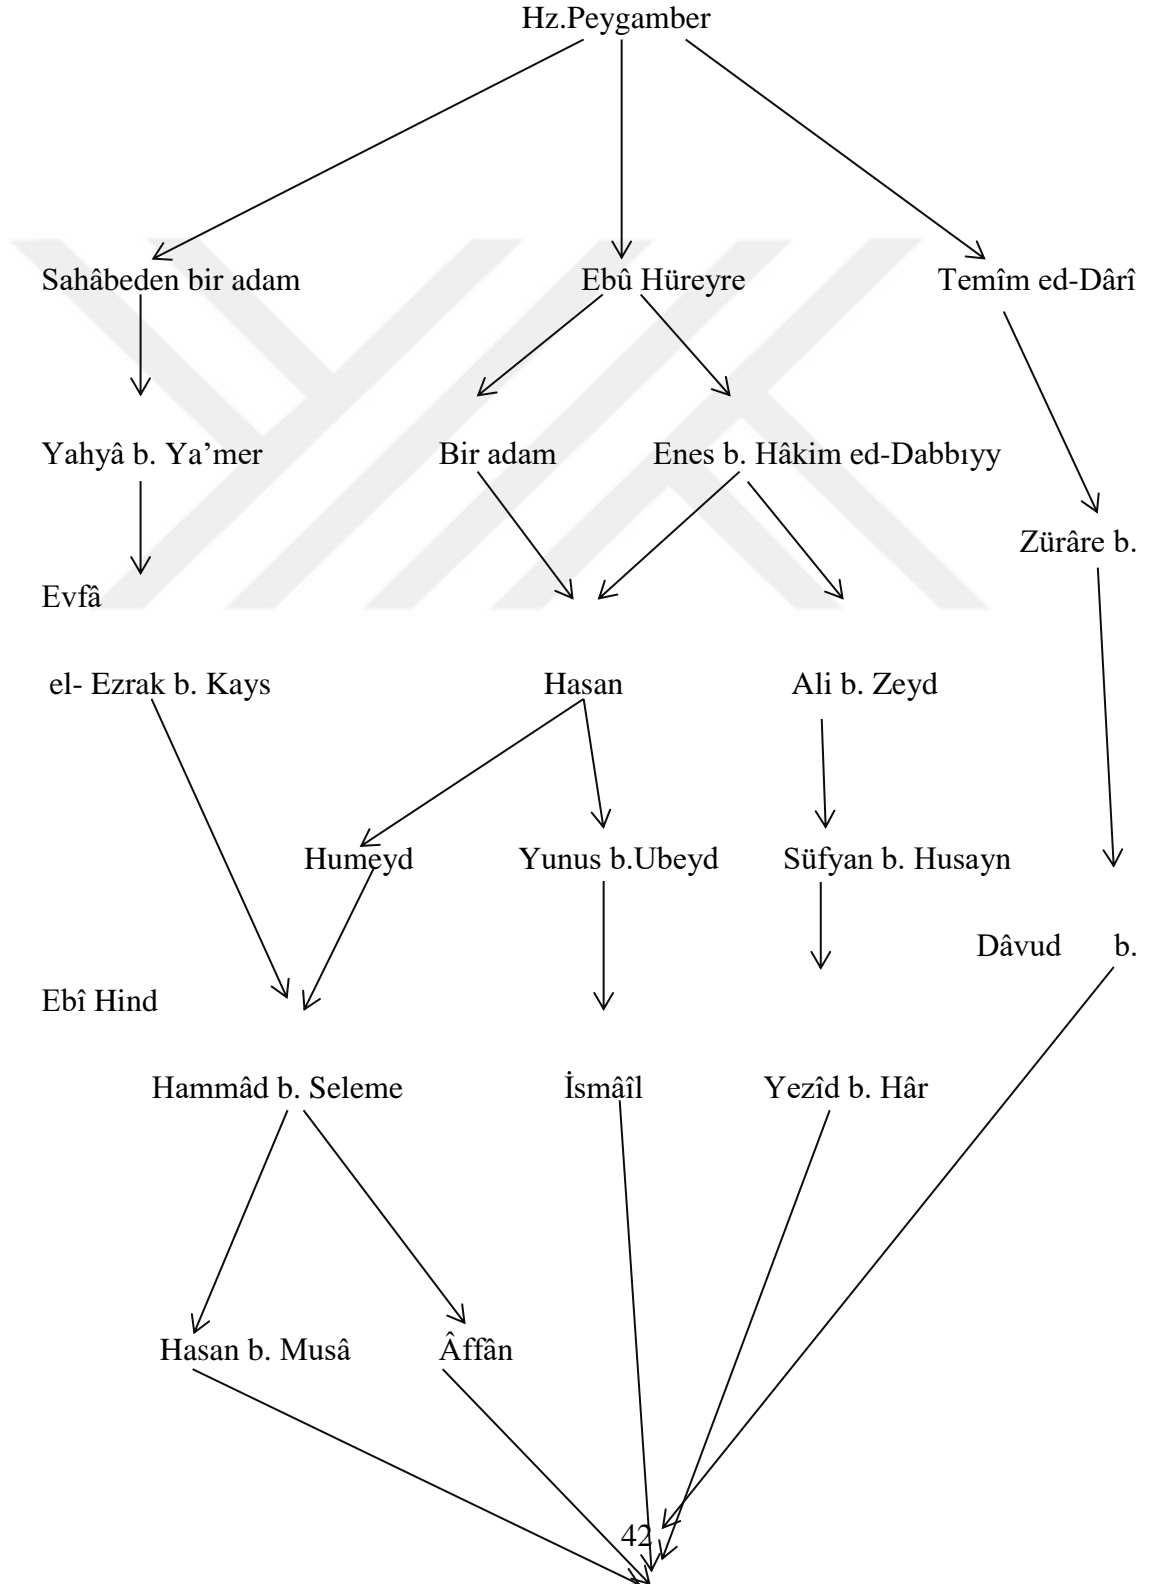 Hz.Peygamber
Sahâbeden bir adam Ebû Hüreyre Temîm ed-Dârî
Yahyâ b. Ya’mer Bir adam Enes b. Hâkim ed-Dabbıyy
Zürâre b.
Evfâ
el- Ezrak b. Kays Hasan Ali b. Zeyd
Humeyd Yunus b.Ubeyd Süfyan b. Husayn
Dâvud b.
Ebî Hind
Hammâd b. Seleme İsmâîl Yezîd b. Hâr
Hasan b. Musâ Âffân
42